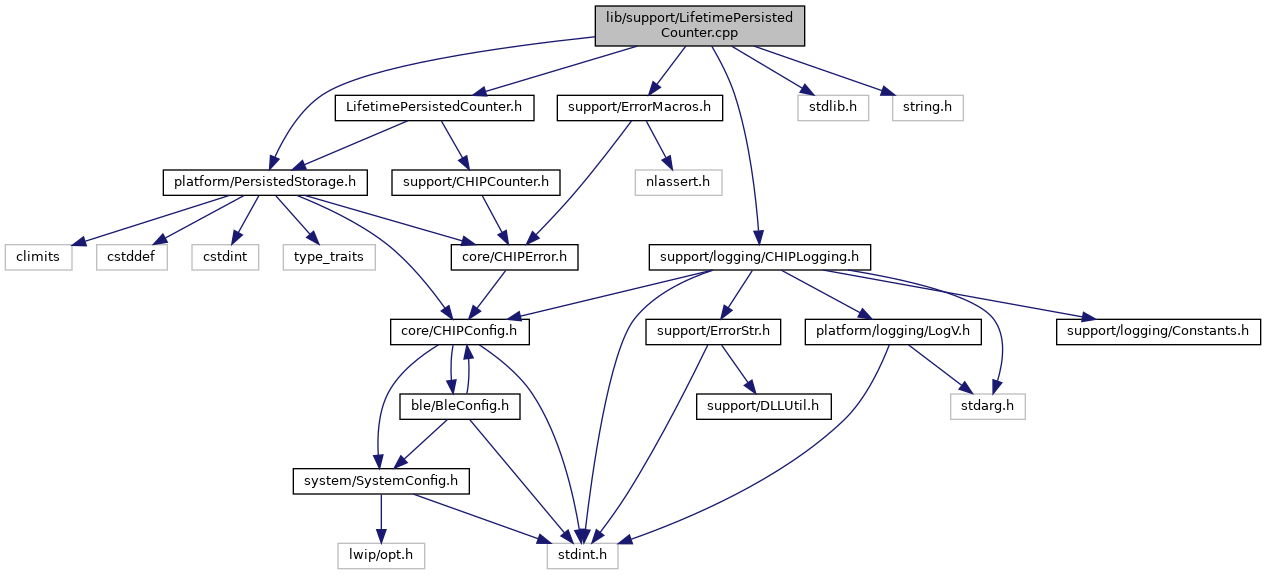 lib/support/LifetimePersisted
Counter.cpp
LifetimePersistedCounter.h
support/ErrorMacros.h
stdlib.h
string.h
platform/PersistedStorage.h
support/CHIPCounter.h
nlassert.h
climits
cstddef
cstdint
type_traits
core/CHIPError.h
support/logging/CHIPLogging.h
core/CHIPConfig.h
support/ErrorStr.h
platform/logging/LogV.h
support/logging/Constants.h
ble/BleConfig.h
support/DLLUtil.h
stdarg.h
system/SystemConfig.h
lwip/opt.h
stdint.h